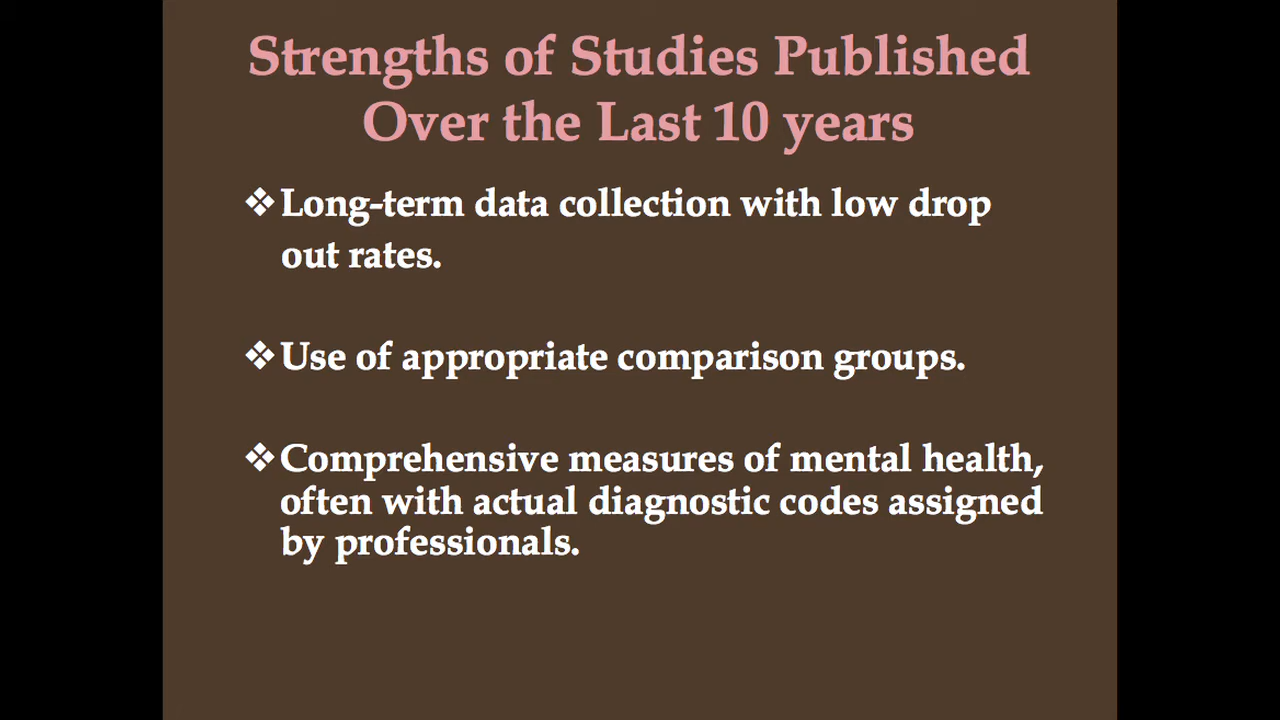 Strengths of Studies Published
Over the Last 10 years
❖Long-term data collection with low drop
out rates.
❖Use of appropriate comparison groups.
❖Comprehensive measures of mental health,
often with actual diagnostic codes assigned
by professionals.